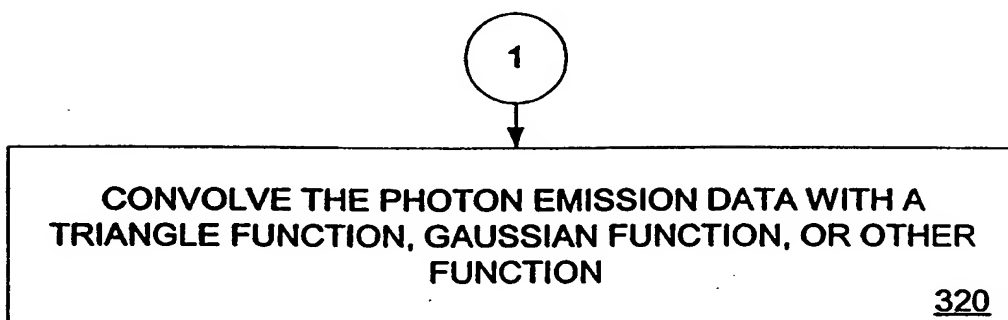 1
CONVOLVE THE PHOTON EMISSION DATA WITH A
TRIANGLE FUNCTION, GAUSSIAN FUNCTION, OR OTHER
FUNCTION
320